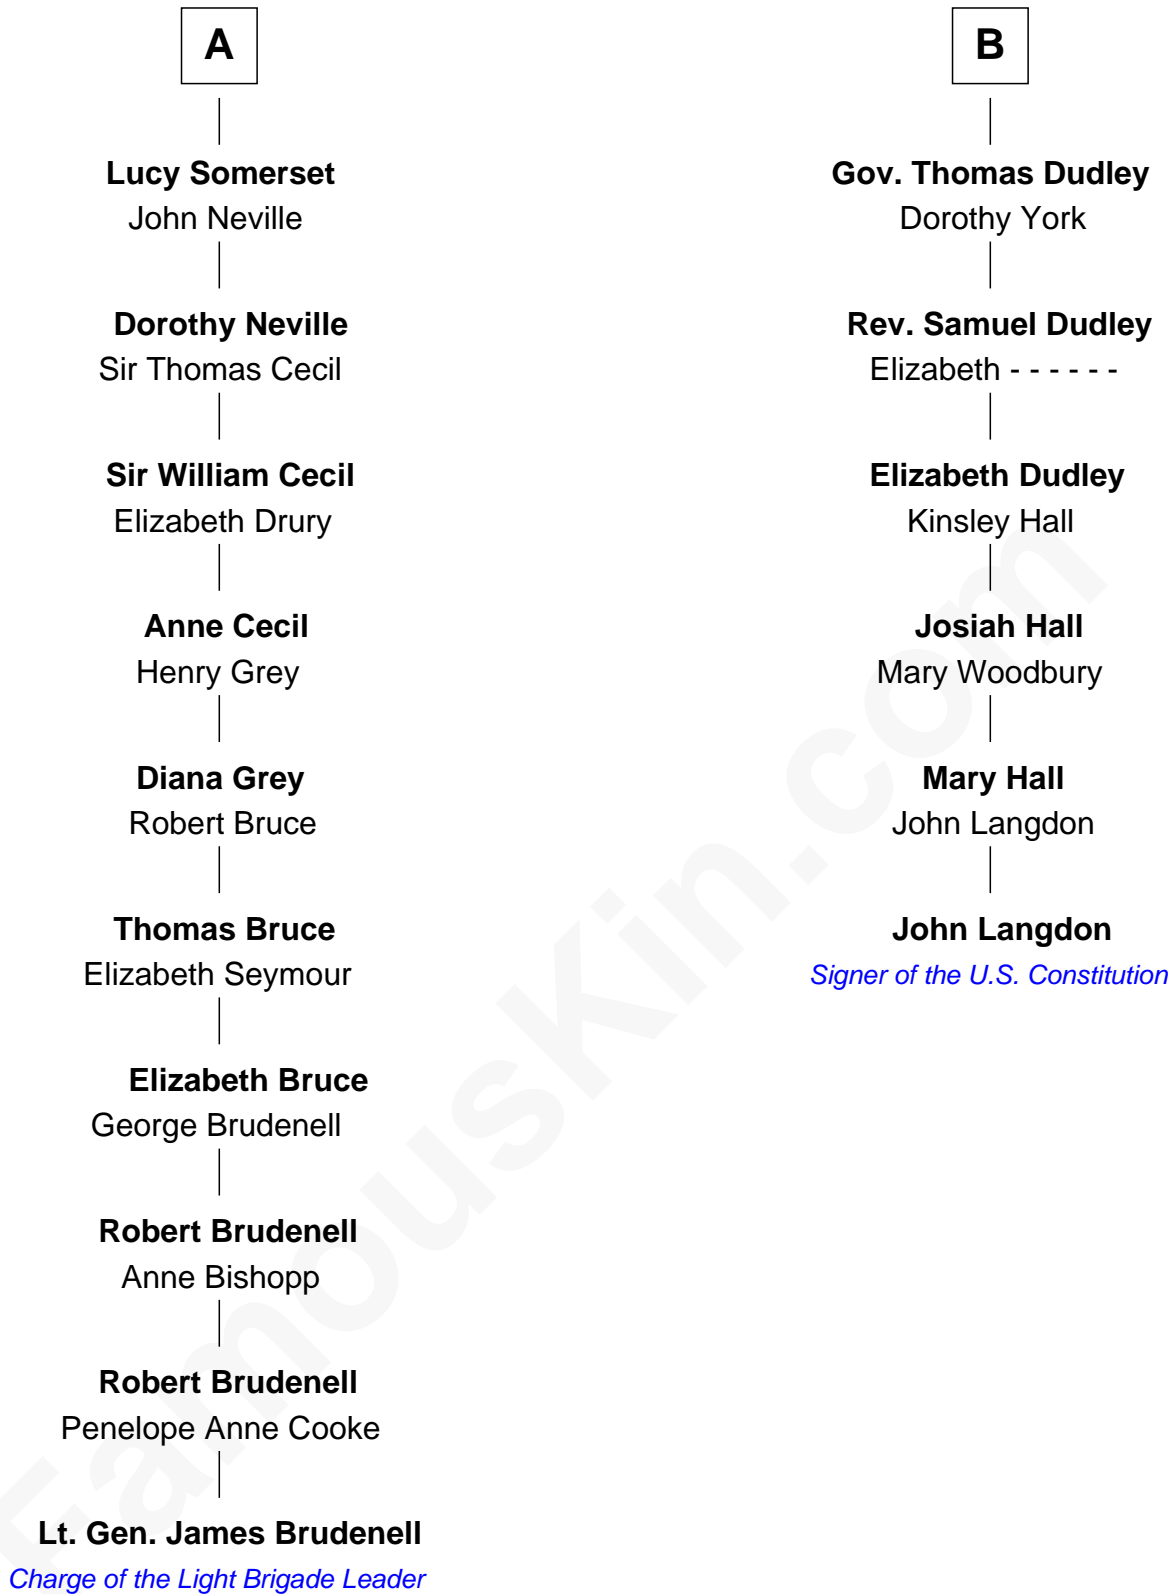 A
Lucy Somerset
John Neville
Dorothy Neville
Sir Thomas Cecil
Sir William Cecil
Elizabeth Drury
Anne Cecil
Henry Grey
Diana Grey
Robert Bruce
Thomas Bruce
Elizabeth Seymour
Elizabeth Bruce
George Brudenell
Robert Brudenell
Anne Bishopp
Robert Brudenell
Penelope Anne Cooke
Lt. Gen. James Brudenell
Charge of the Light Brigade Leader
B
Gov. Thomas Dudley
Dorothy York
Rev. Samuel Dudley
Elizabeth - - - - - -
Elizabeth Dudley
Kinsley Hall
Josiah Hall
Mary Woodbury
Mary Hall
John Langdon
John Langdon
Signer of the U.S. Constitution
FamousKin.com